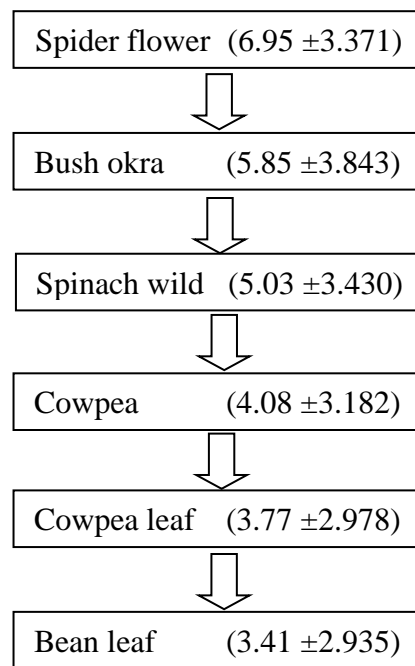 Spider flower (6.95 ±3.371)
Bush okra (5.85 ±3.843)
Spinach wild (5.03 ±3.430)
Cowpea (4.08 ±3.182)
Cowpea leaf (3.77 ±2.978)
Bean leaf (3.41 ±2.935)